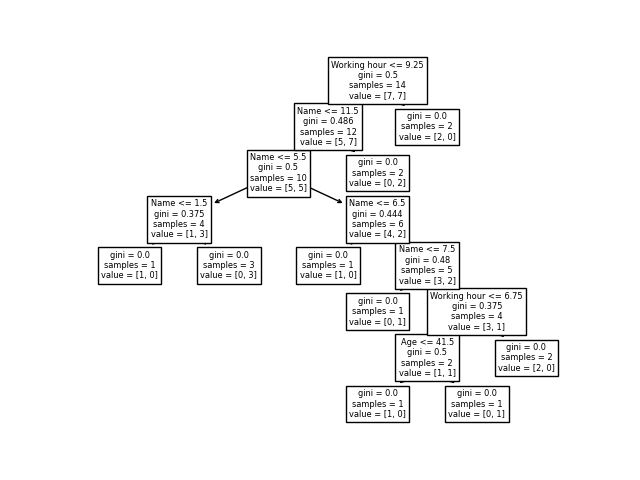 Working hour <= 9.25
gini = 0.5
samples = 14
value = [7, 7]
Name <= 11.5
gini = 0.486
samples = 12
value = [5, 7]
gini = 0.0
samples = 2
value = [2, 0]
Name <= 5.5
gini = 0.5
samples = 10
value = [5, 5]
gini = 0.0
samples = 2
value = [0, 2]
Name <= 1.5
gini = 0.375
samples = 4
value = [1, 3]
Name <= 6.5
gini = 0.444
samples = 6
value = [4, 2]
gini = 0.0
samples = 1
value = [1, 0]
gini = 0.0
samples = 3
value = [0, 3]
gini = 0.0
samples = 1
value = [1, 0]
Name <= 7.5
gini = 0.48
samples = 5
value = [3, 2]
gini = 0.0
samples = 1
value = [0, 1]
Working hour <= 6.75
gini = 0.375
samples = 4
value = [3, 1]
Age <= 41.5
gini = 0.5
samples = 2
value = [1, 1]
gini = 0.0
samples = 2
value = [2, 0]
gini = 0.0
samples = 1
value = [1, 0]
gini = 0.0
samples = 1
value = [0, 1]